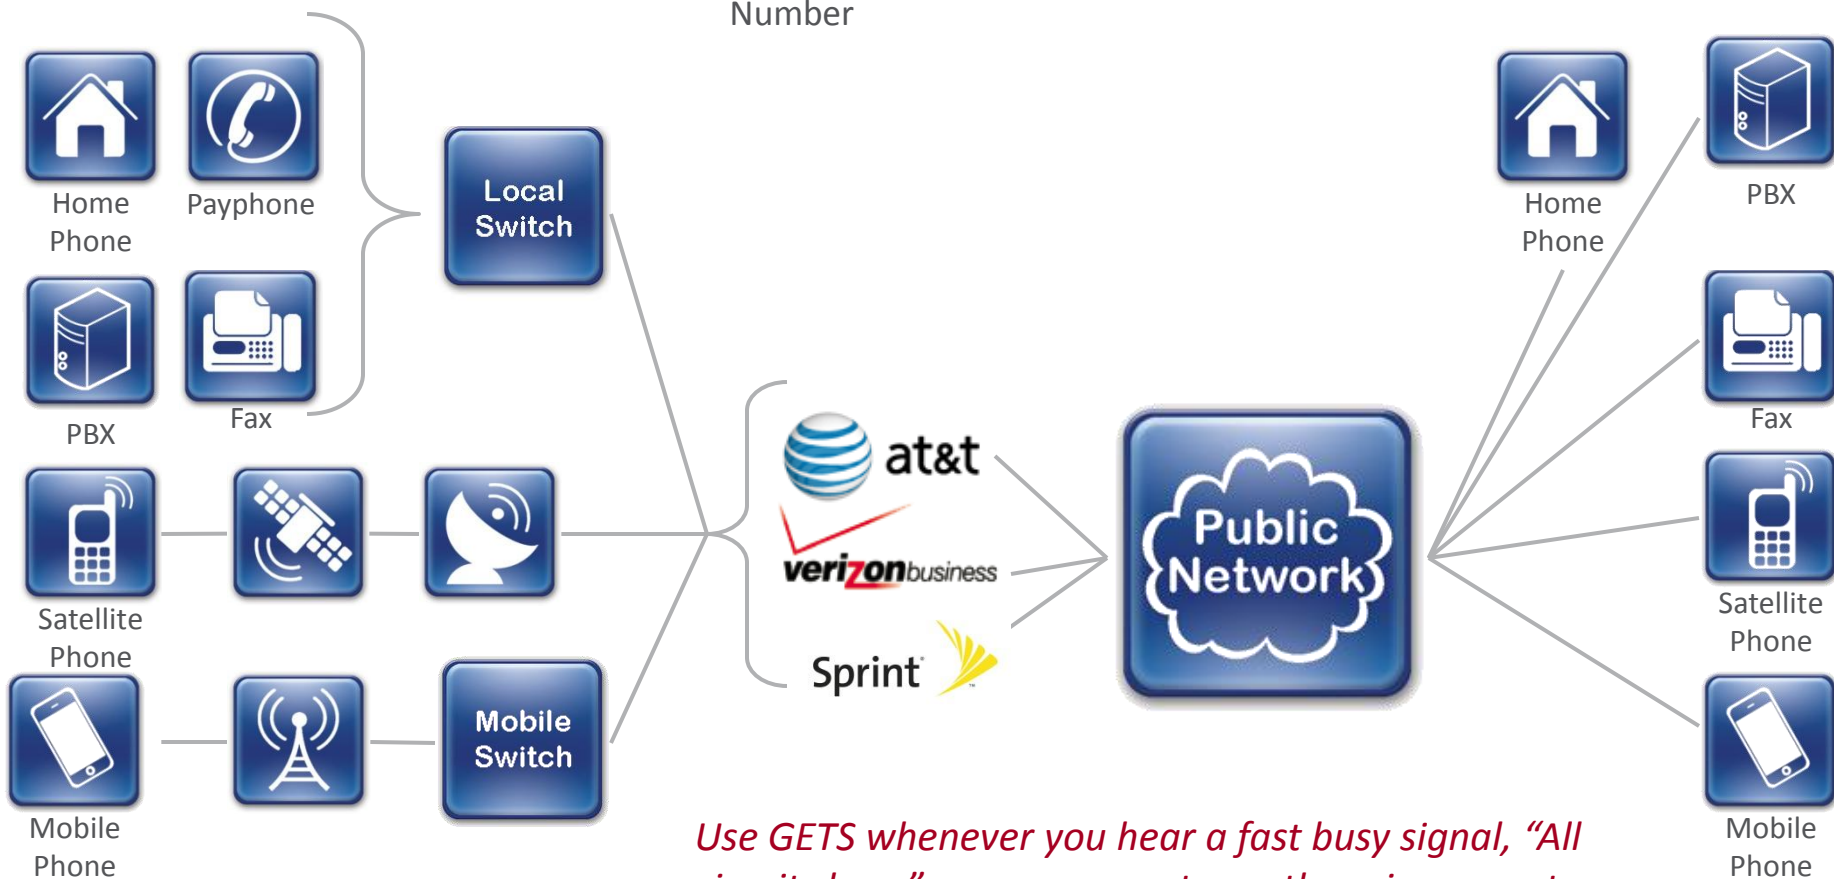 Number
Home
Phone
Payphone
Local
Switch
PBX
Fax
Satellite
Phone
Mobile
Phone
Mobile
Switch
at&t
verizonbusiness
Sprint
Public
Network
Home
Phone
PBX
Fax
Satellite
Phone
Mobile
Phone
Use GETS whenever you hear a fast busy signal, “All